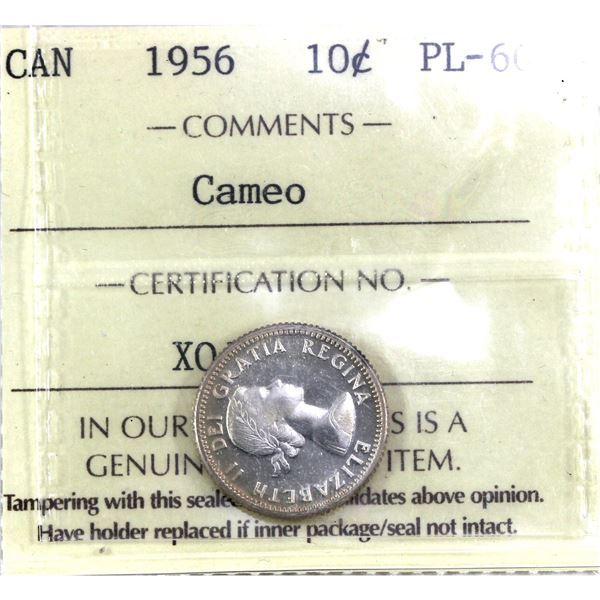 CAN 1956 10¢ PL-6
— COMMENTS —
Cameo
— CERTIFICATION NO. —
XO
IN OUR S IS A
GENUIN ITEM.
Tampering with this seale idates above opinion.
Have holder replaced if inner package/seal not intact.
ELIZABETH II DEI GRATIA REGINA